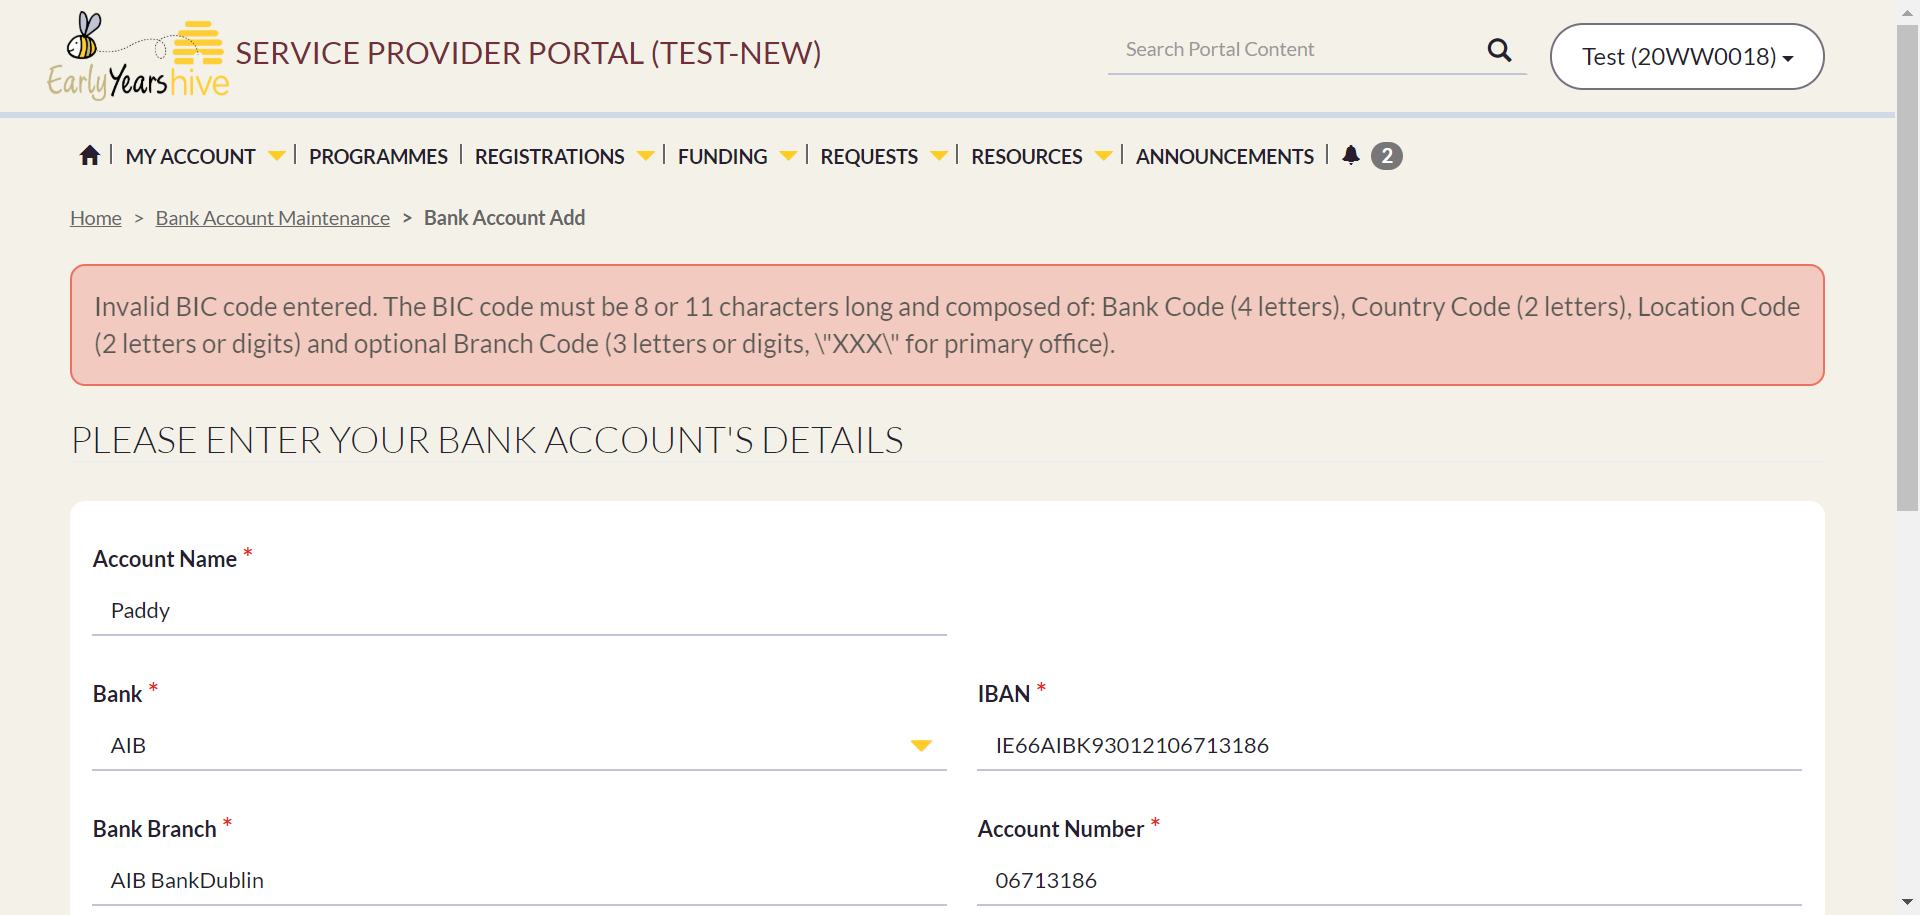 EarlyYearshive
SERVICE PROVIDER PORTAL (TEST-NEW)
Search Portal Content
Test (20WW0018)
MY ACCOUNT
PROGRAMMES
REGISTRATIONS
FUNDING
REQUESTS
RESOURCES
ANNOUNCEMENTS
2
Home > Bank Account Maintenance > Bank Account Add
Invalid BIC code entered. The BIC code must be 8 or 11 characters long and composed of: Bank Code (4 letters), Country Code (2 letters), Location Code
(2 letters or digits) and optional Branch Code (3 letters or digits, \"XXX\" for primary office).
PLEASE ENTER YOUR BANK ACCOUNT'S DETAILS
Account Name *
Paddy
Bank *
AIB
IBAN *
IE66AIBK93012106713186
Bank Branch *
AIB BankDublin
Account Number *
06713186